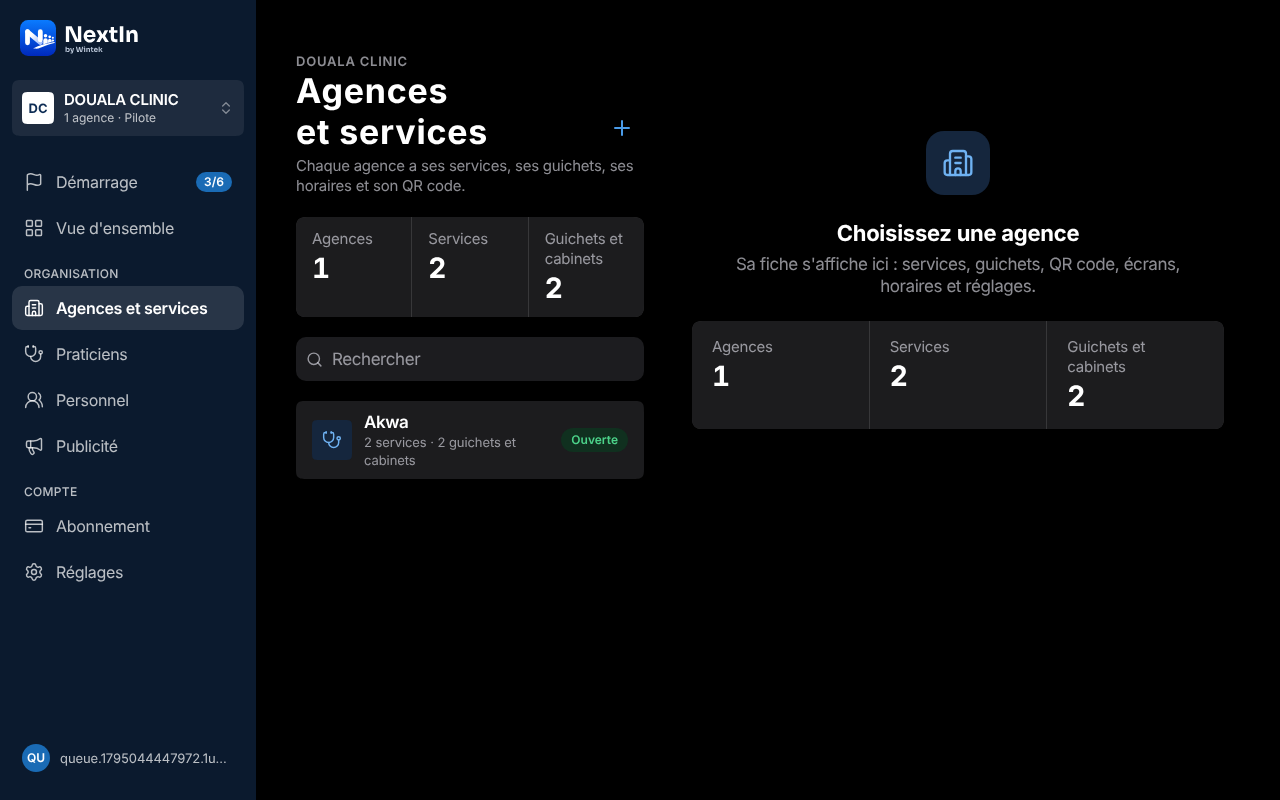 NextIn
by Wintek
DC
DOUALA CLINIC
1 agence · Pilote
Démarrage
3/6
Vue d'ensemble
ORGANISATION
Agences et services
Praticiens
Personnel
Publicité
COMPTE
Abonnement
Réglages
QU
queue.1795044447972.1u...
DOUALA CLINIC
Agences
et services
Chaque agence a ses services, ses guichets, ses
horaires et son QR code.
Agences
1
Services
2
Guichets et
cabinets
2
Rechercher
Akwa
2 services · 2 guichets et
cabinets
Ouverte
Choisissez une agence
Sa fiche s'affiche ici : services, guichets, QR code, écrans,
horaires et réglages.
Agences
1
Services
2
Guichets et
cabinets
2